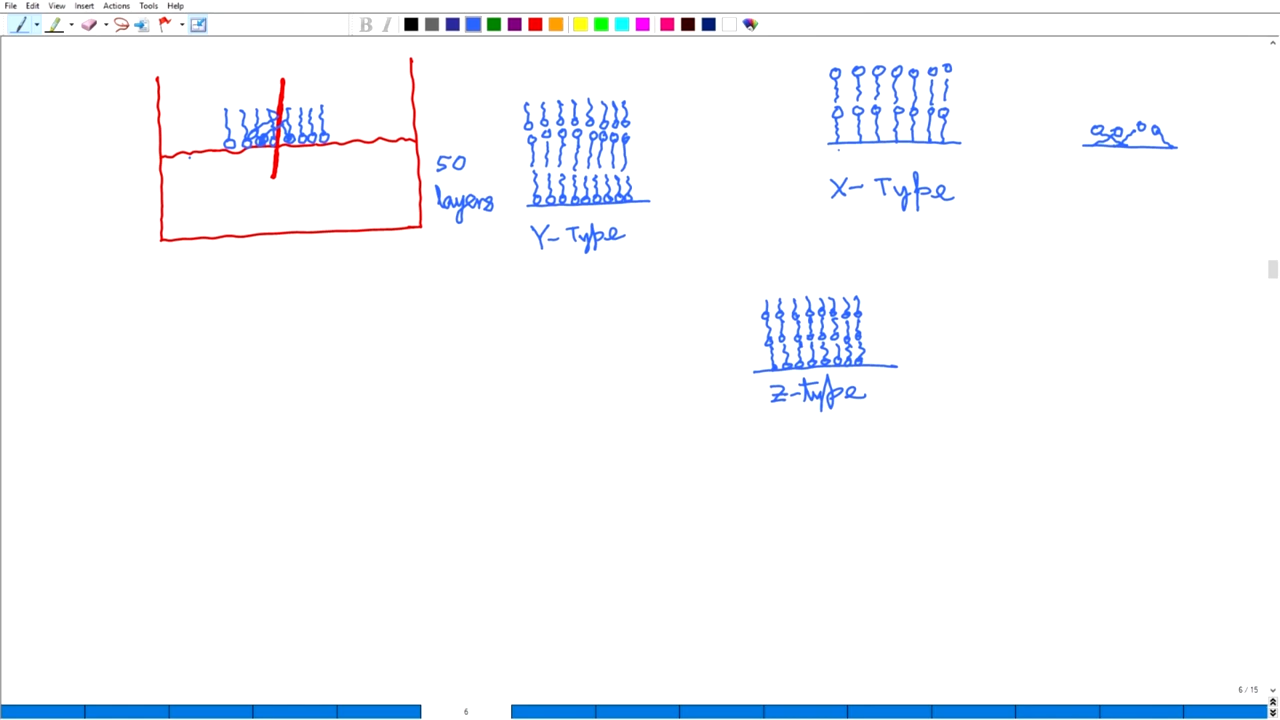 File Edit View Insert Actions Tools Help
B I
50
layers
Y-Type
X-Type
Z-type
6 / 15
6